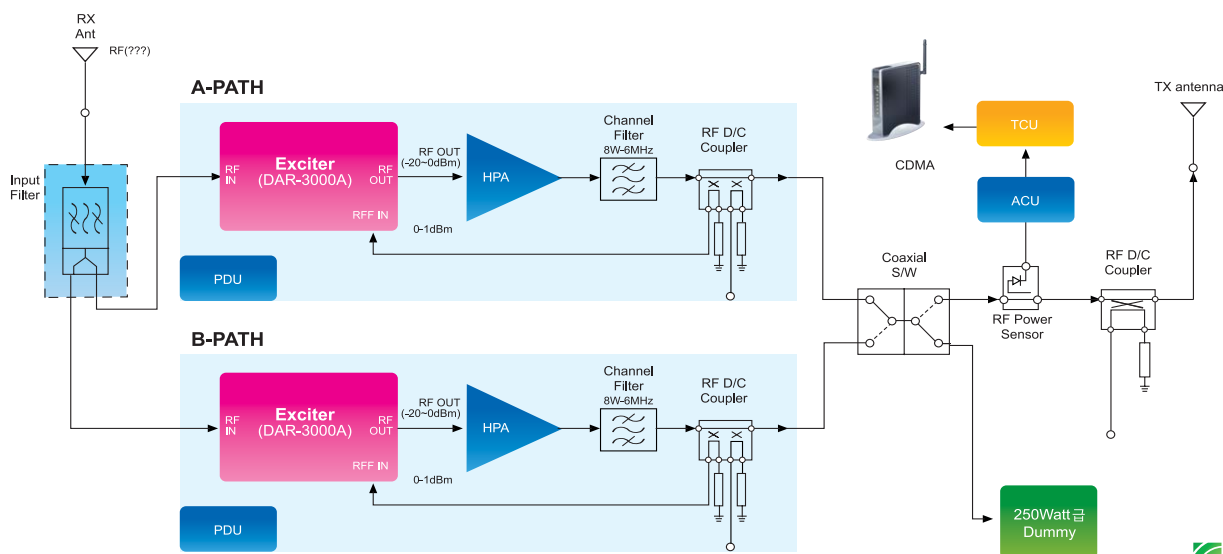 RX
Ant
RF(???)
Input
Filter
A-PATH
RF
IN
Exciter
(DAR-3000A)
RF
OUT
RFF IN
RF OUT
(-20~0dBm)
HPA
0-1dBm
Channel
Filter
8W-6MHz
RF D/C
Coupler
PDU
B-PATH
RF
IN
Exciter
(DAR-3000A)
RF
OUT
RFF IN
RF OUT
(-20~0dBm)
HPA
0-1dBm
Channel
Filter
8W-6MHz
RF D/C
Coupler
PDU
Coaxial
S/W
CDMA
TCU
ACU
RF Power
Sensor
RF D/C
Coupler
TX antenna
250Watt급
Dummy